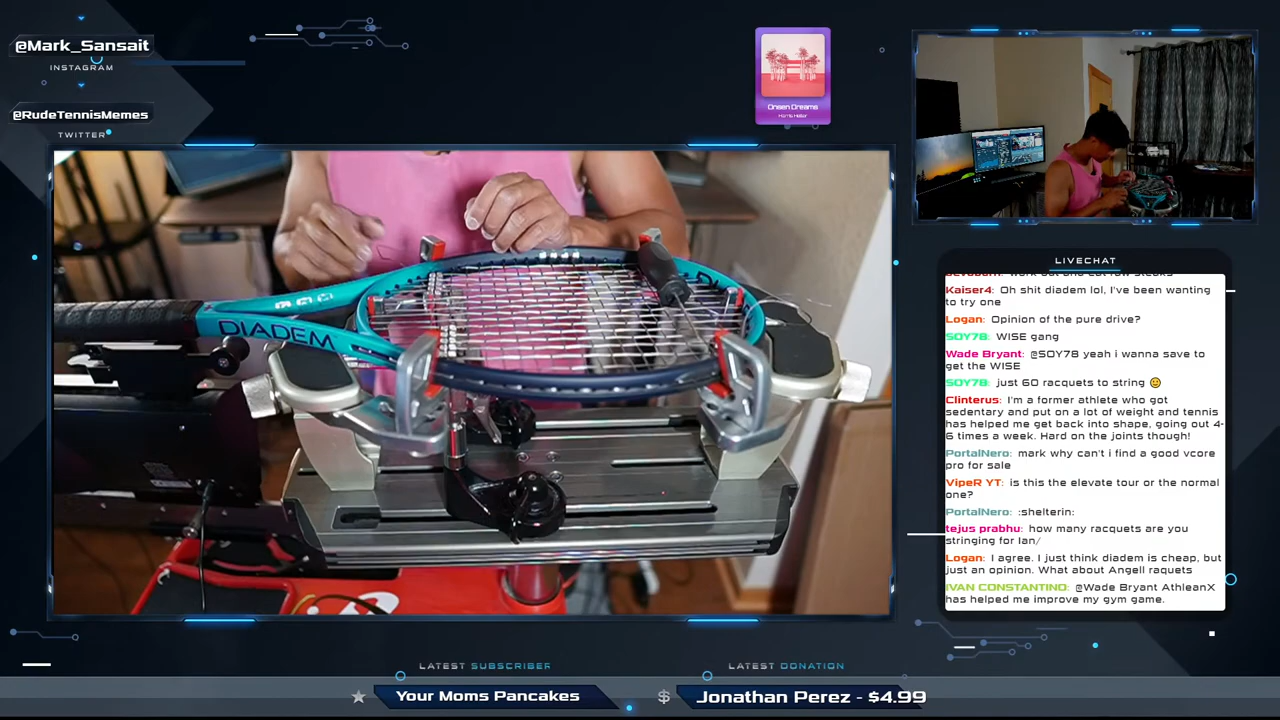 @Mark_Sansait
INSTAGRAM
@RudeTennisMemes
TWITTER
Onsen Dreams
DIADEM
LIVECHAT
Kaiser4: Oh shit diadem lol, I've been wanting
to try one
Logan: Opinion of the pure drive?
SOY78: WISE gang
Wade Bryant: @SOY78 yeah i wanna save to
get the WISE
SOY78: just 60 racquets to string 🙂
Clinterus: I'm a former athlete who got
sedentary and put on a lot of weight and tennis
has helped me get back into shape, going out 4-
6 times a week. Hard on the joints though!
PortalNero: mark why can't i find a good vcore
pro for sale
VipeR YT: is this the elevate tour or the normal
one?
PortalNero: :shelterin:
tejus prabhu: how many racquets are you
stringing for Ian/
Logan: I agree. I just think diadem is cheap, but
just an opinion. What about Angell raquets
IVAN CONSTANTINO: @Wade Bryant AthleanX
has helped me improve my gym game.
LATEST SUBSCRIBER
LATEST DONATION
Your Moms Pancakes
$ Jonathan Perez - $4.99